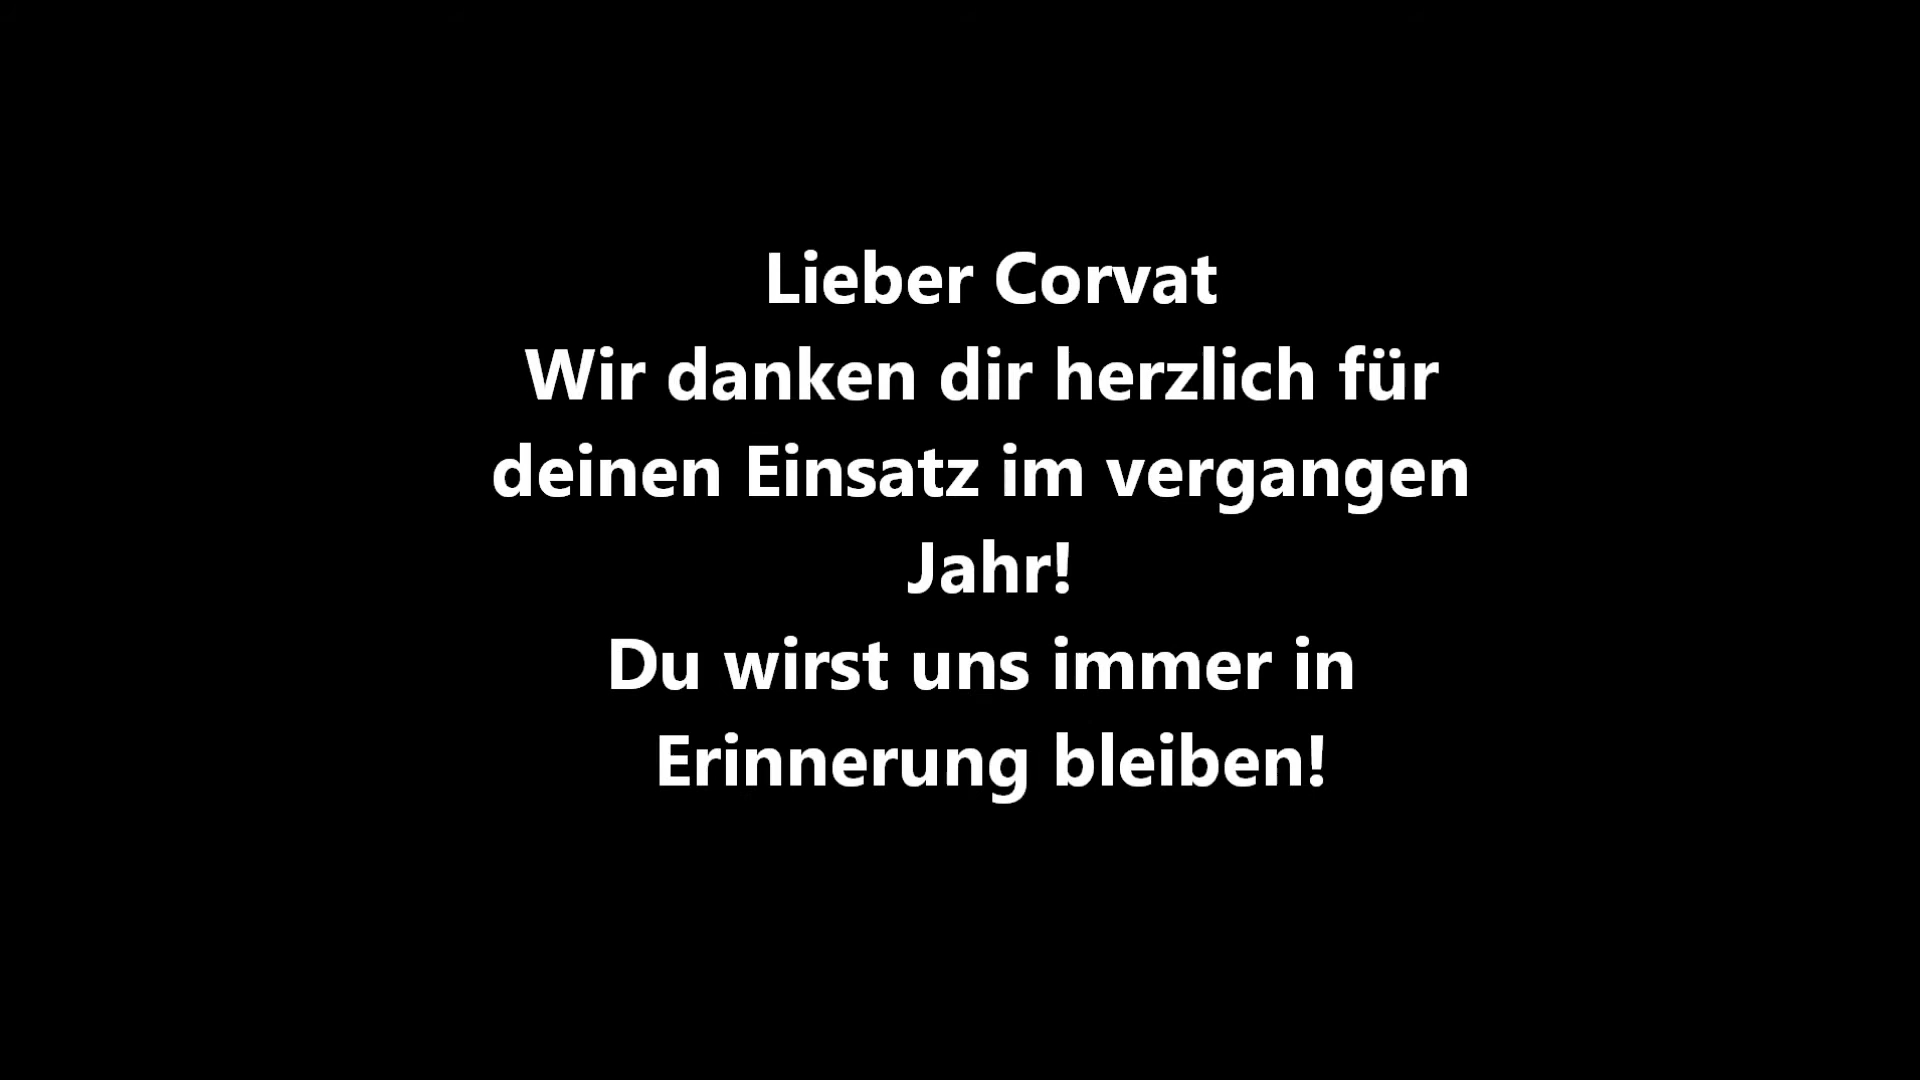 Lieber Corvat
Wir danken dir herzlich für
deinen Einsatz im vergangen
Jahr!
Du wirst uns immer in
Erinnerung bleiben!